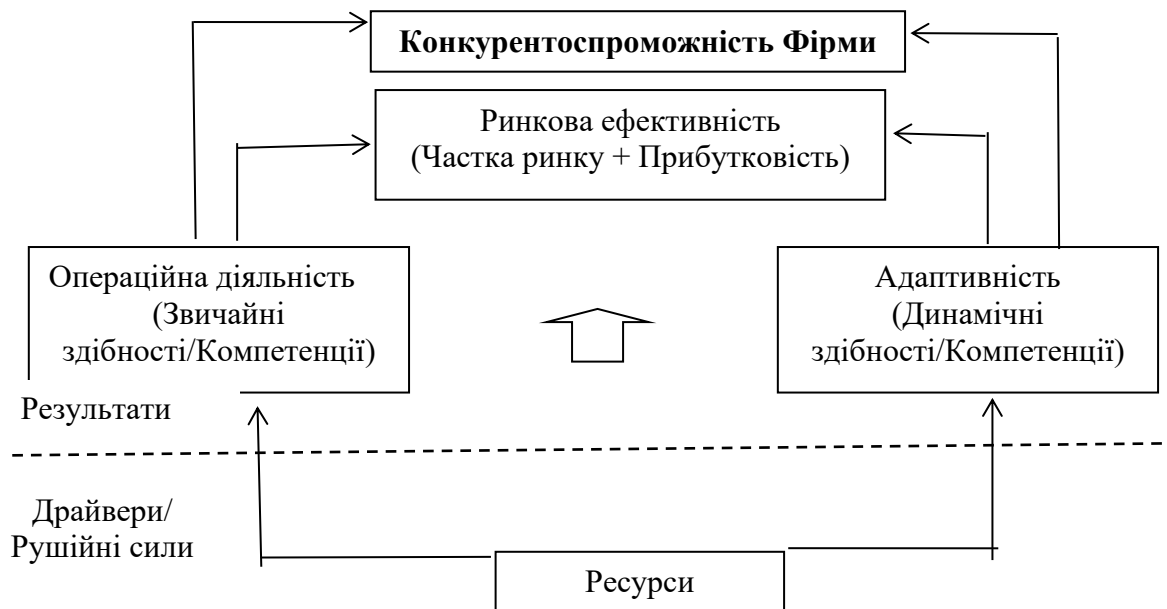 Конкурентоспроможність Фірми
Ринкова ефективність
(Частка ринку + Прибутковість)
Операційна діяльність
(Звичайні
здібності/Компетенції)
Адаптивність
(Динамічні
здібності/Компетенції)
Результати
Драйвери/
Рушійні сили
Ресурси